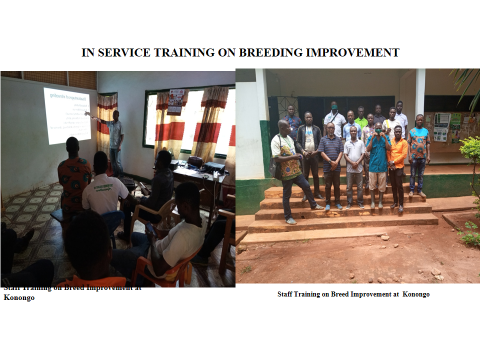 IN SERVICE TRAINING ON BREEDING IMPROVEMENT
Staff Training on Breed Improvement at
Konongo
Staff Training on Breed Improvement at Konongo